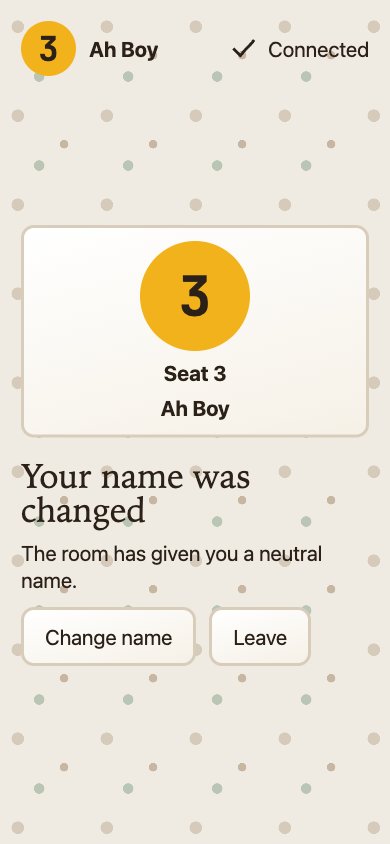 3 Ah Boy Connected
3
Seat 3
Ah Boy
Your name was
changed
The room has given you a neutral
name.
Change name Leave